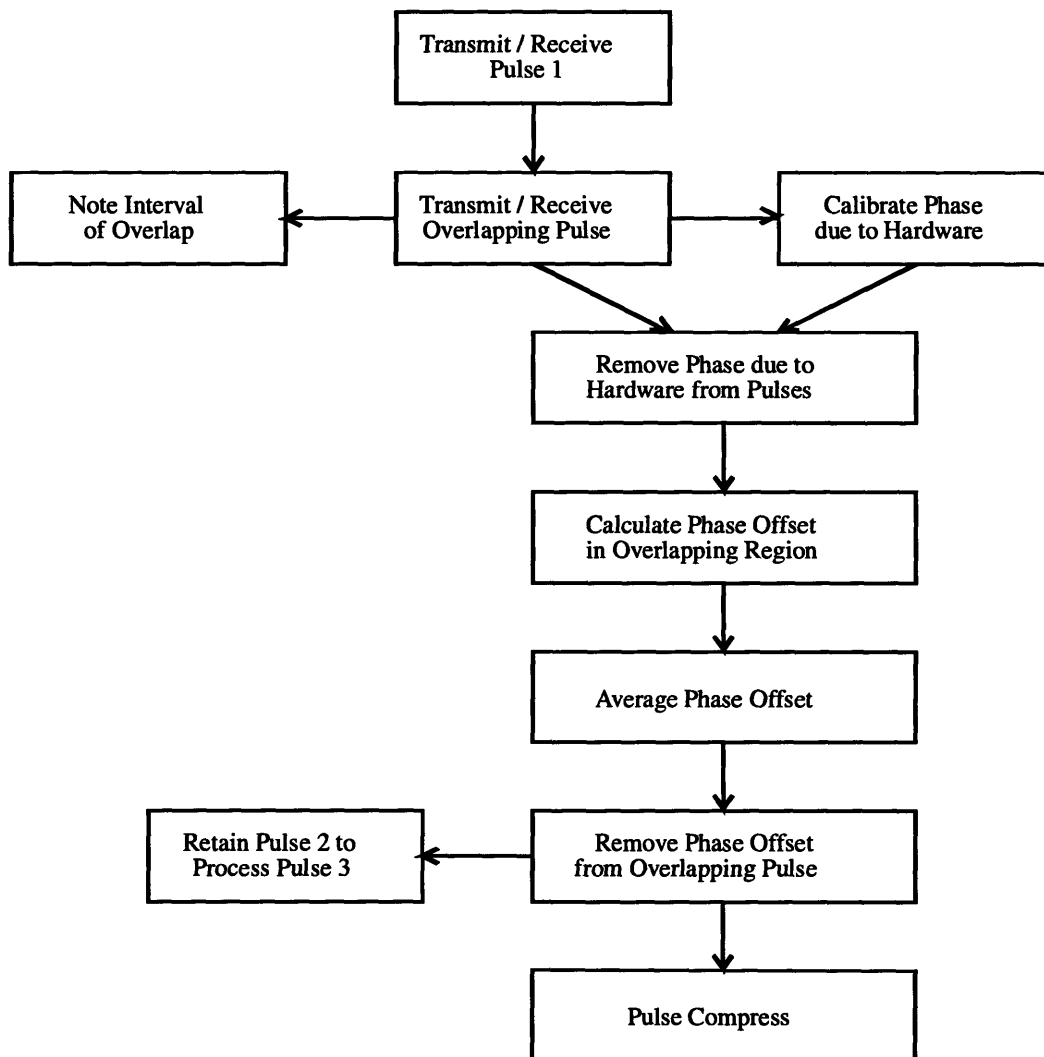 Transmit / Receive
Pulse 1
Note Interval
of Overlap
Transmit / Receive
Overlapping Pulse
Calibrate Phase
due to Hardware
Remove Phase due to
Hardware from Pulses
Calculate Phase Offset
in Overlapping Region
Average Phase Offset
Retain Pulse 2 to
Process Pulse 3
Remove Phase Offset
from Overlapping Pulse
Pulse Compress